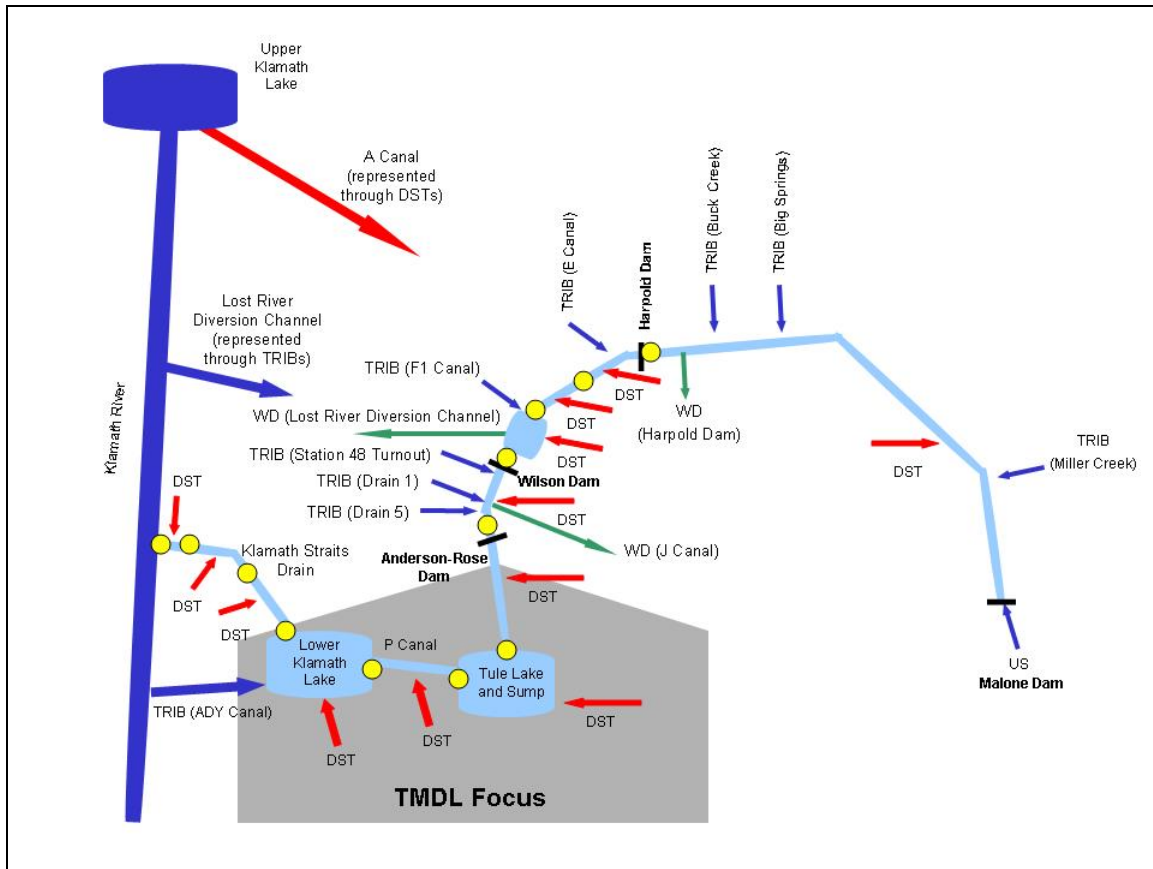 Upper
Klamath
Lake
A Canal
(represented
through DSTs)
TRIB (Buck Creek)
TRIB (Big Springs)
TRIB (E Canal)
Harpold Dam
Lost River
Diversion Channel
(represented
through TRIBs)
Klamath River
TRIB (F1 Canal)
DST
WD (Lost River Diversion Channel)
WD
(Harpold Dam)
DST
TRIB
(Miller Creek)
DST
TRIB (Station 48 Turnout)
DST
Wilson Dam
TRIB (Drain 1)
DST
TRIB (Drain 5)
DST
Klamath Straits
Drain
WD (J Canal)
Anderson-Rose
Dam
DST
DST
DST
Lower
Klamath
Lake
P Canal
Tule Lake
and Sump
US
Malone Dam
TRIB (ADY Canal)
DST
DST
DST
TMDL Focus